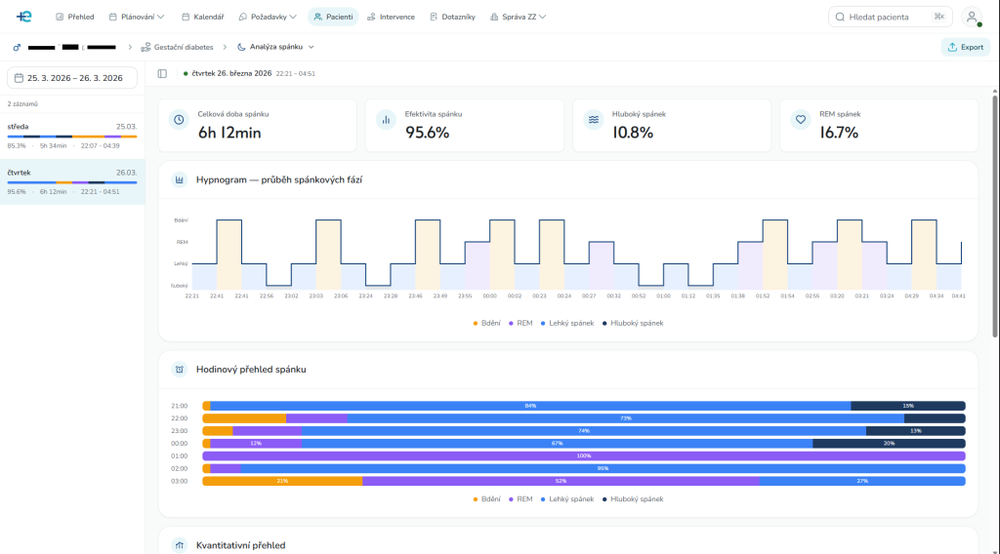 Přehled Plánování Kalendář Požadavky Pacienti Intervence Dotazníky Správa ZZ Hledat pacienta ⌘K
Gestační diabetes Analýza spánku Export
25. 3. 2026 – 26. 3. 2026
2 záznamů
středa 25.03.
85.3% · 5h 34min · 22:07 - 04:39
čtvrtek 26.03.
95.6% · 6h 12min · 22:21 - 04:51
čtvrtek 26. března 2026 22:21 - 04:51
Celková doba spánku
6h 12min
Efektivita spánku
95.6%
Hluboký spánek
10.8%
REM spánek
16.7%
Hypnogram — průběh spánkových fází
Bdění
REM
Lehký
luboký
22:21 22:41 22:41 22:56 23:02 23:03 23:06 23:24 23:28 23:46 23:49 23:55 00:00 00:02 00:23 00:24 00:27 00:32 00:52 01:00 01:12 01:35 01:38 01:52 01:54 02:55 03:20 03:21 03:24 04:29 04:34 04:41
Bdění REM Lehký spánek Hluboký spánek
Hodinový přehled spánku
21:00 84% 15%
22:00 73%
23:00 74% 13%
00:00 12% 67% 20%
01:00 100%
02:00 95%
03:00 21% 52% 27%
Bdění REM Lehký spánek Hluboký spánek
Kvantitativní přehled